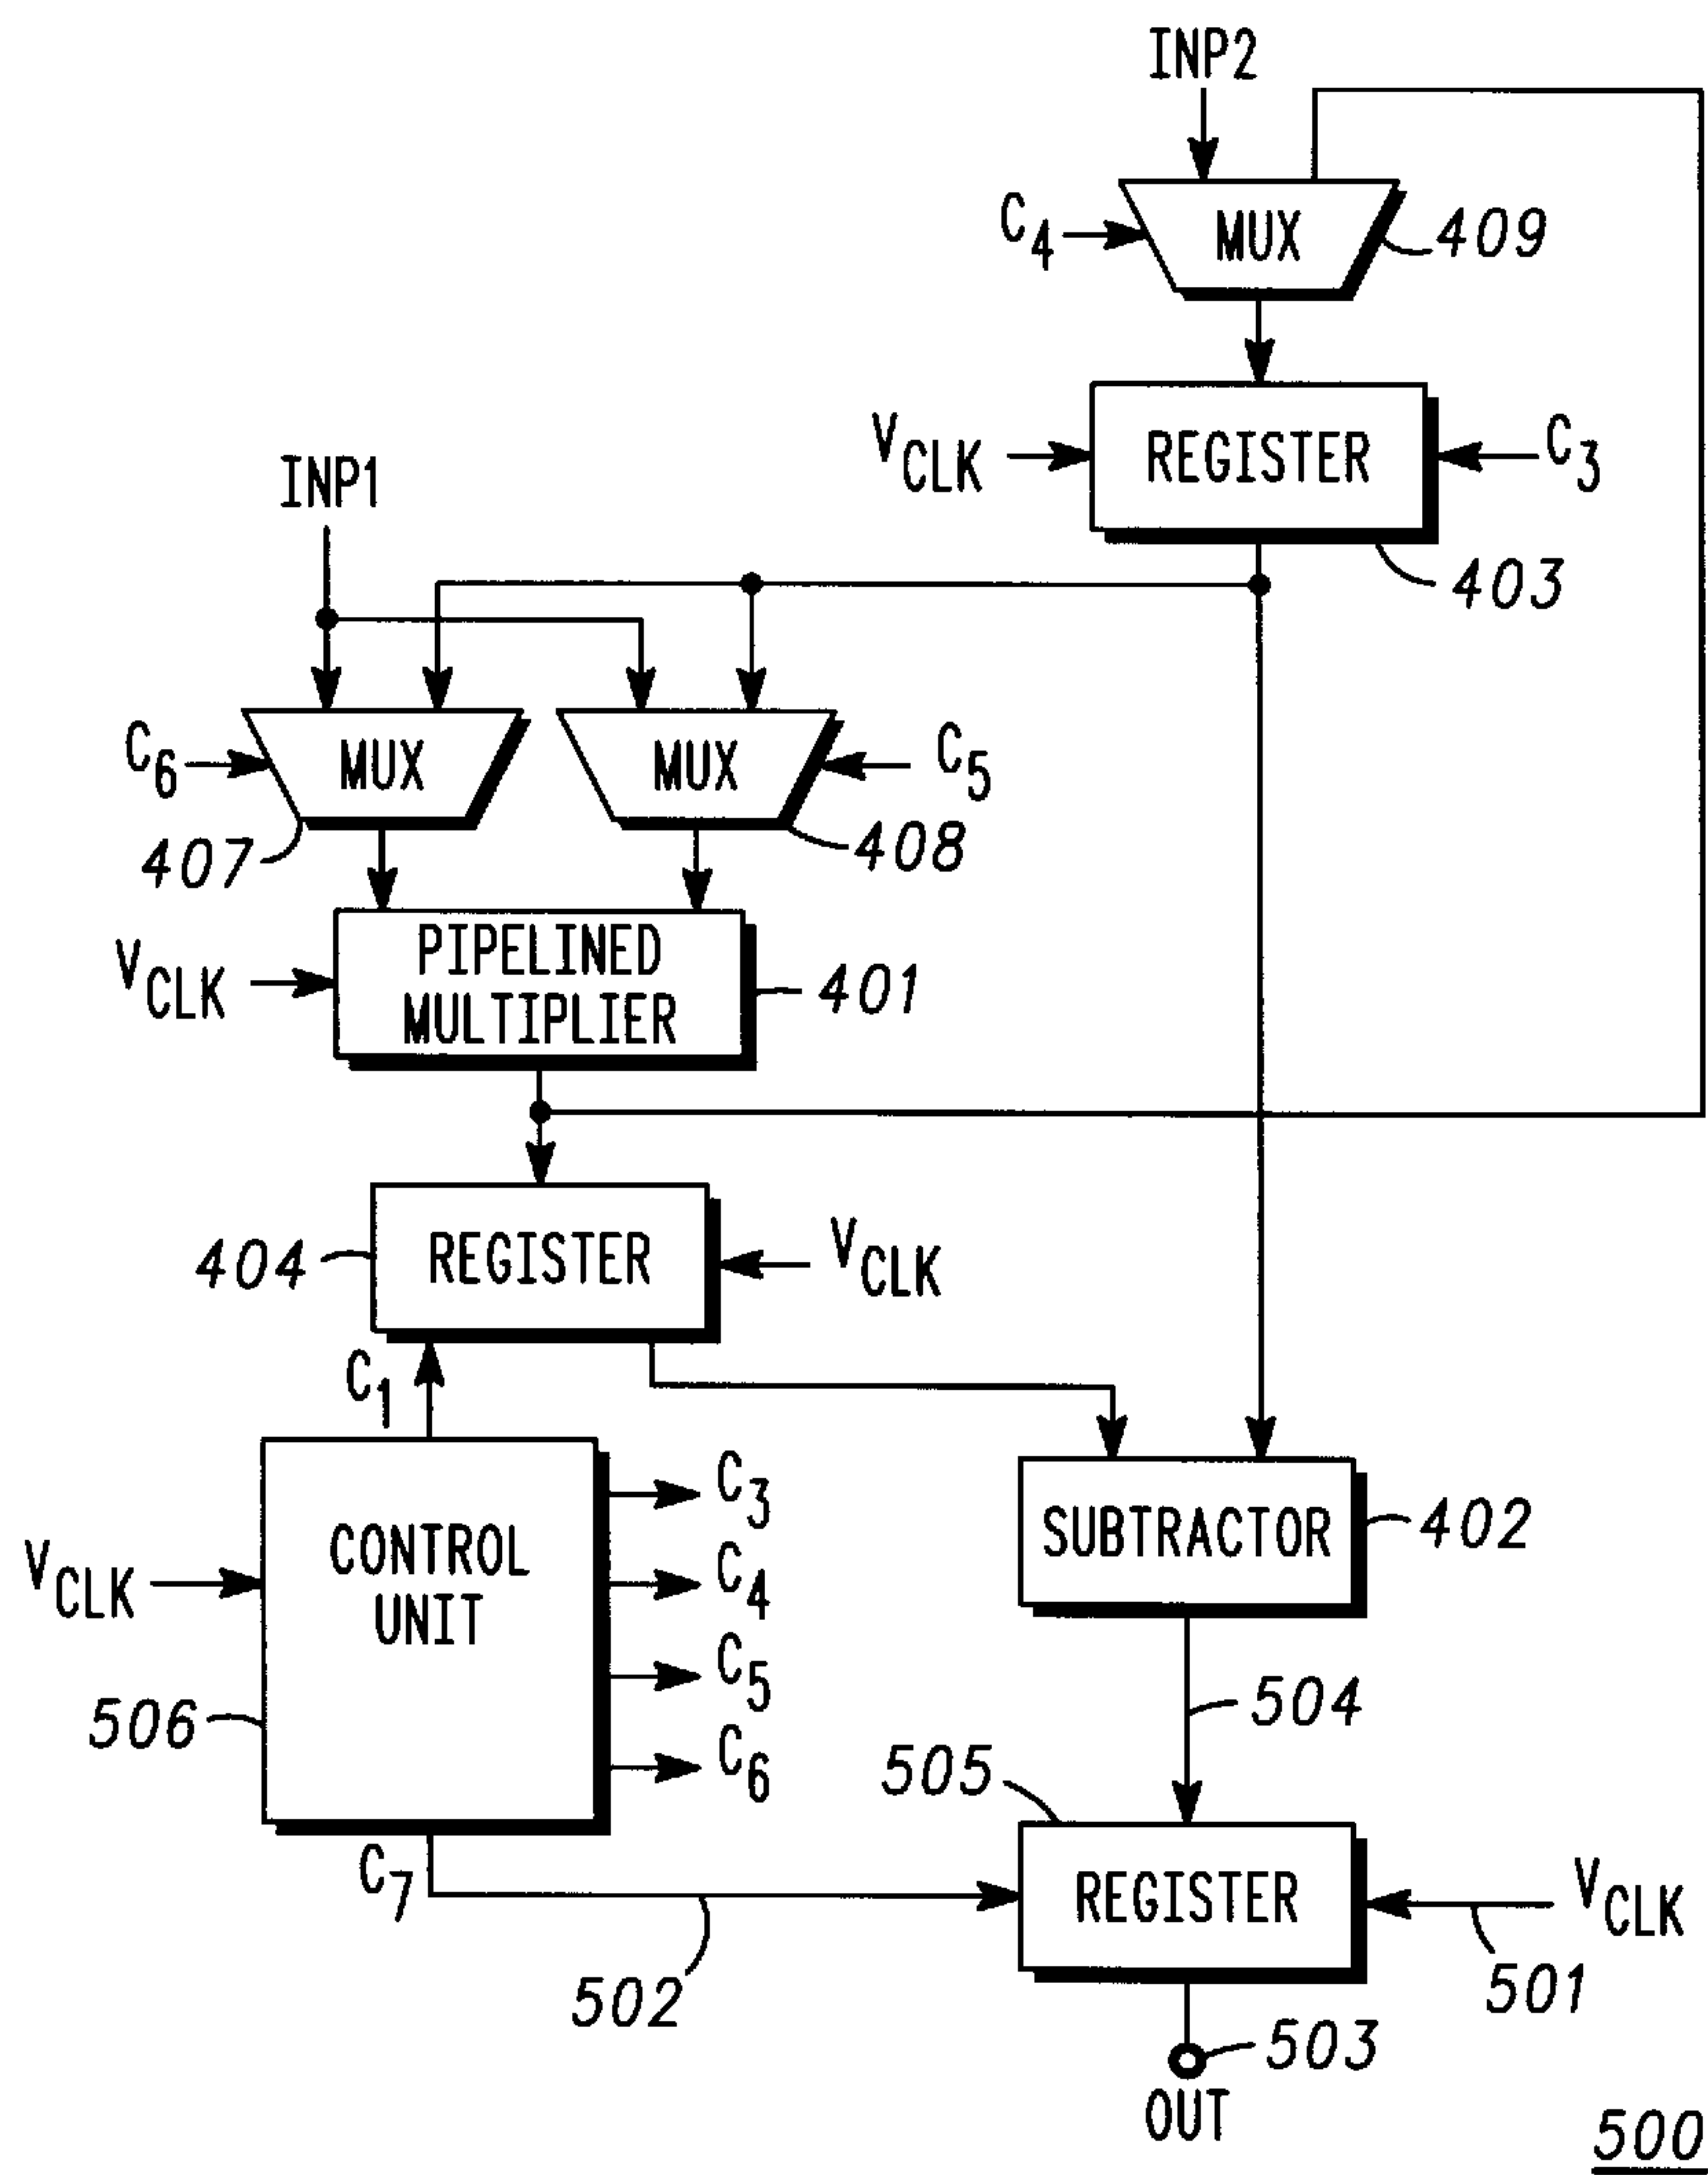 INP2
C4
MUX
409
VCLK
REGISTER
C3
403
INP1
C6
MUX
MUX
C5
407
408
VCLK
PIPELINED
MULTIPLIER
401
404
REGISTER
VCLK
C1
VCLK
CONTROL
UNIT
C3
C4
C5
C6
SUBTRACTOR
402
506
504
505
C7
REGISTER
VCLK
502
501
503
OUT
500